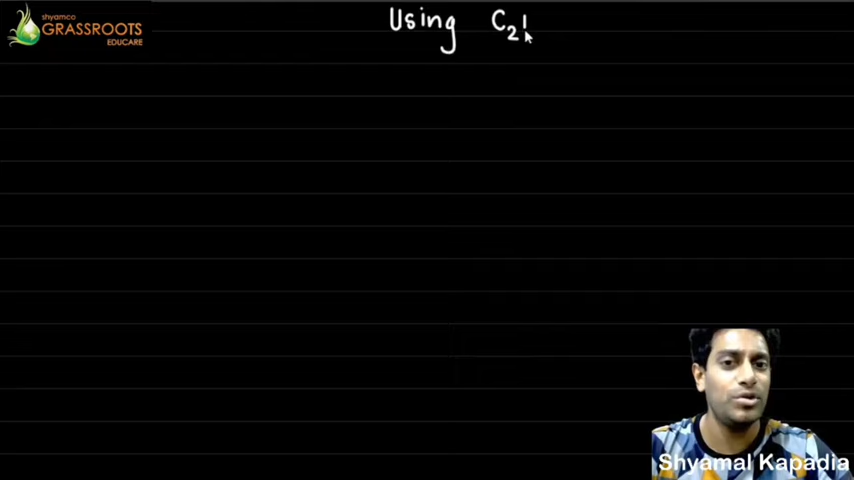 shyamco
GRASSROOTS
EDUCARE
Using C₂
Shyamal Kapadia